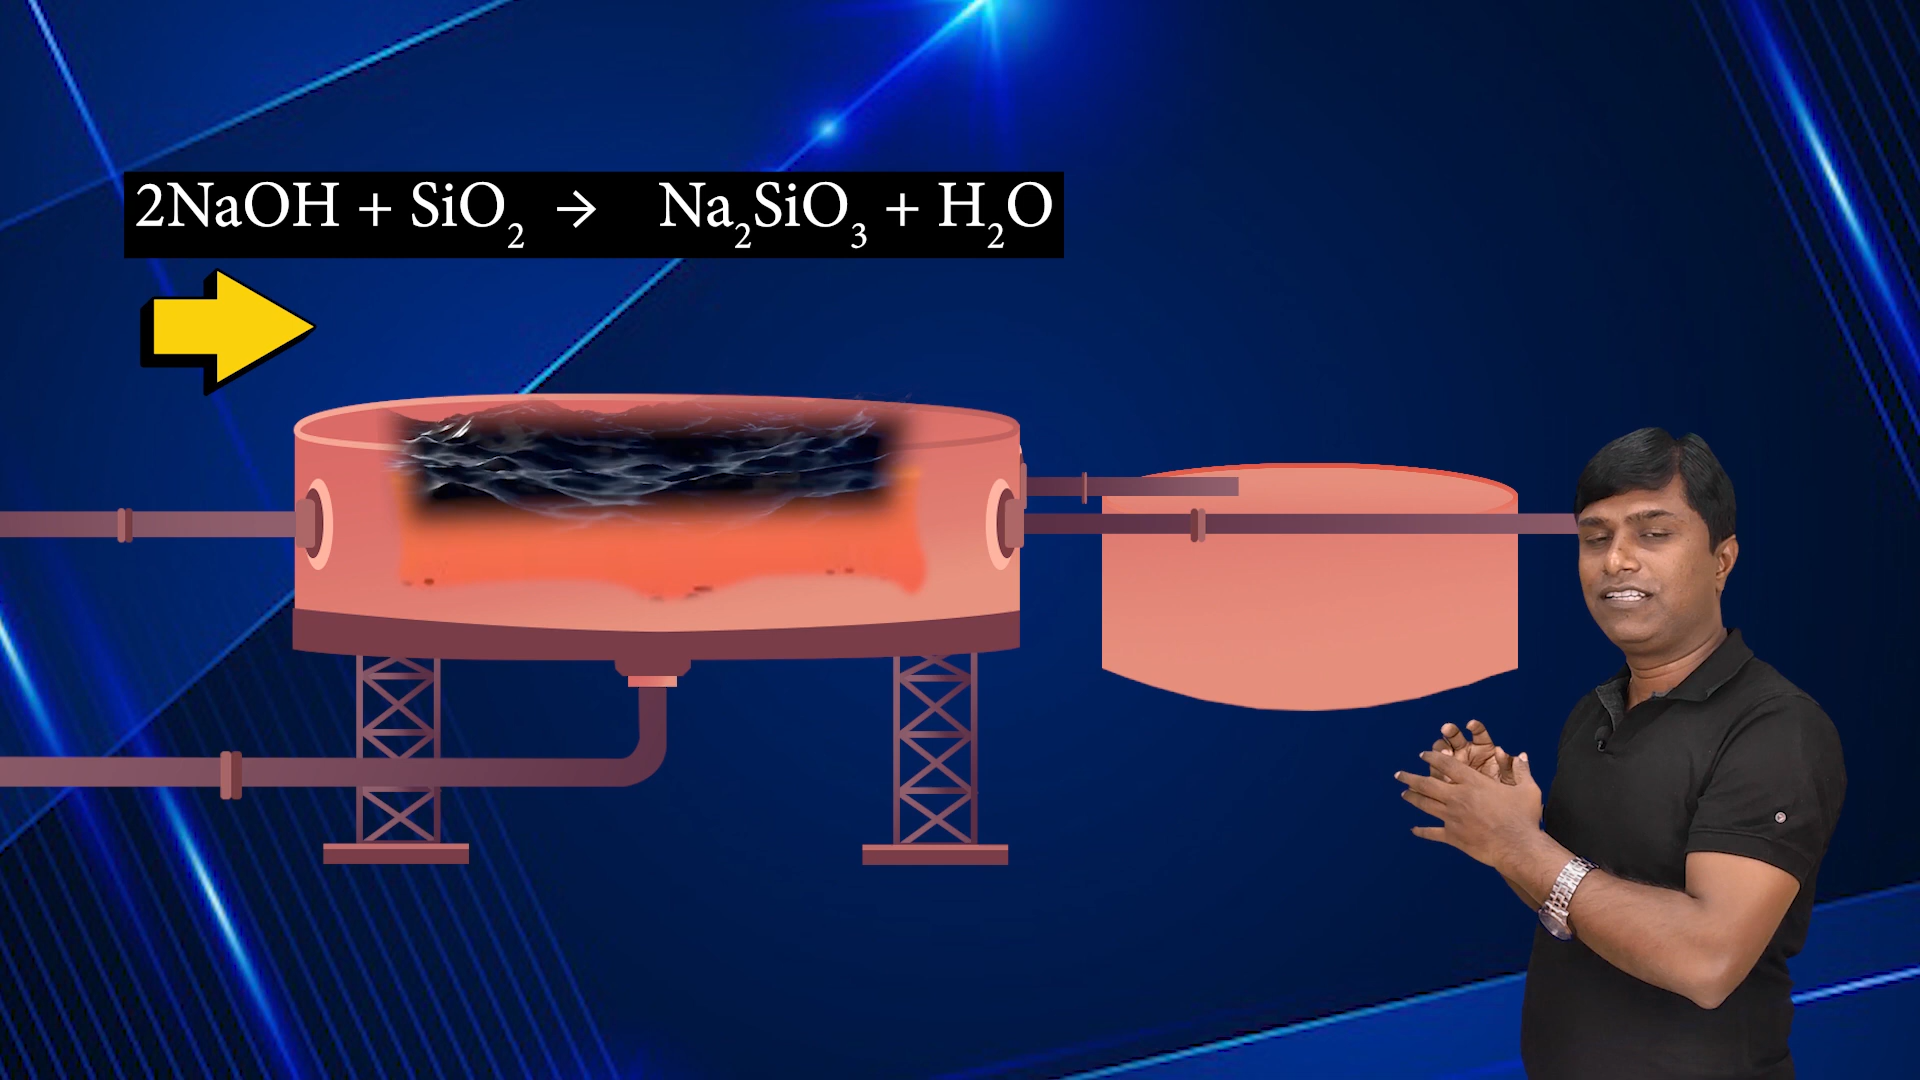 2NaOH + SiO₂ → Na₂SiO₃ + H₂O